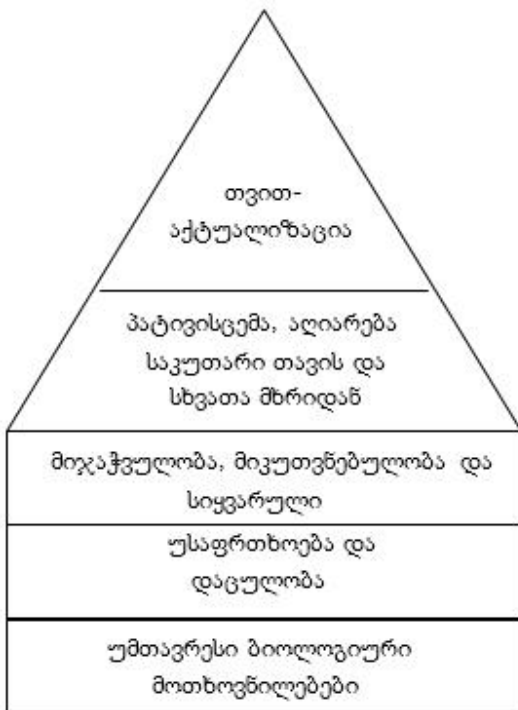 თვით-
აქტუალიზაცია
პატივისცემა, აღიარება
საკუთარი თავის და
სხვათა მხრიდან
მიჯაჭვულობა, მიკუთვნებულობა და
სიყვარული
უსაფრთხოება და
დაცულობა
უმთავრესი ბიოლოგიური
მოთხოვნილებები